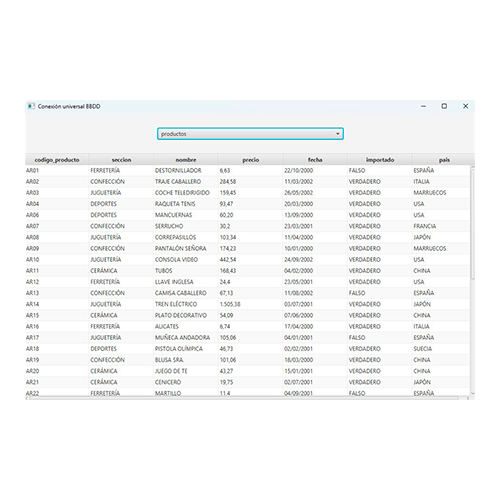 Conexión universal BBDD
productos
codigo_producto seccion nombre precio fecha importado pais
AR01 FERRETERÍA DESTORNILLADOR 6,63 22/10/2000 FALSO ESPAÑA
AR02 CONFECCIÓN TRAJE CABALLERO 284,58 11/03/2002 VERDADERO ITALIA
AR03 JUGUETERÍA COCHE TELEDIRIGIDO 159,45 26/05/2002 VERDADERO MARRUECOS
AR04 DEPORTES RAQUETA TENIS 93,47 20/03/2000 VERDADERO USA
AR06 DEPORTES MANCUERNAS 60,20 13/09/2000 VERDADERO USA
AR07 CONFECCIÓN SERRUCHO 30,2 23/03/2001 VERDADERO FRANCIA
AR08 JUGUETERÍA CORREPASILLOS 103,34 11/04/2000 VERDADERO JAPÓN
AR09 CONFECCIÓN PANTALÓN SEÑORA 174,23 10/01/2000 VERDADERO MARRUECOS
AR10 JUGUETERÍA CONSOLA VIDEO 442,54 24/09/2002 VERDADERO USA
AR11 CERÁMICA TUBOS 168,43 04/02/2000 VERDADERO CHINA
AR12 FERRETERÍA LLAVE INGLESA 24,4 23/05/2001 VERDADERO USA
AR13 CONFECCIÓN CAMISA CABALLERO 67,13 11/08/2002 FALSO ESPAÑA
AR14 JUGUETERÍA TREN ELÉCTRICO 1.505,38 03/07/2001 VERDADERO JAPÓN
AR15 CERÁMICA PLATO DECORATIVO 54,09 07/06/2000 VERDADERO CHINA
AR16 FERRETERÍA ALICATES 6,74 17/04/2000 VERDADERO ITALIA
AR17 JUGUETERÍA MUÑECA ANDADORA 105,06 04/01/2001 FALSO ESPAÑA
AR18 DEPORTES PISTOLA OLÍMPICA 46,73 02/02/2001 VERDADERO SUECIA
AR19 CONFECCIÓN BLUSA SRA. 101,06 18/03/2000 VERDADERO CHINA
AR20 CERÁMICA JUEGO DE TE 43,27 15/01/2001 VERDADERO CHINA
AR21 CERÁMICA CENICERO 19,75 02/07/2001 VERDADERO JAPÓN
AR22 FERRETERÍA MARTILLO 11,4 04/09/2001 FALSO ESPAÑA